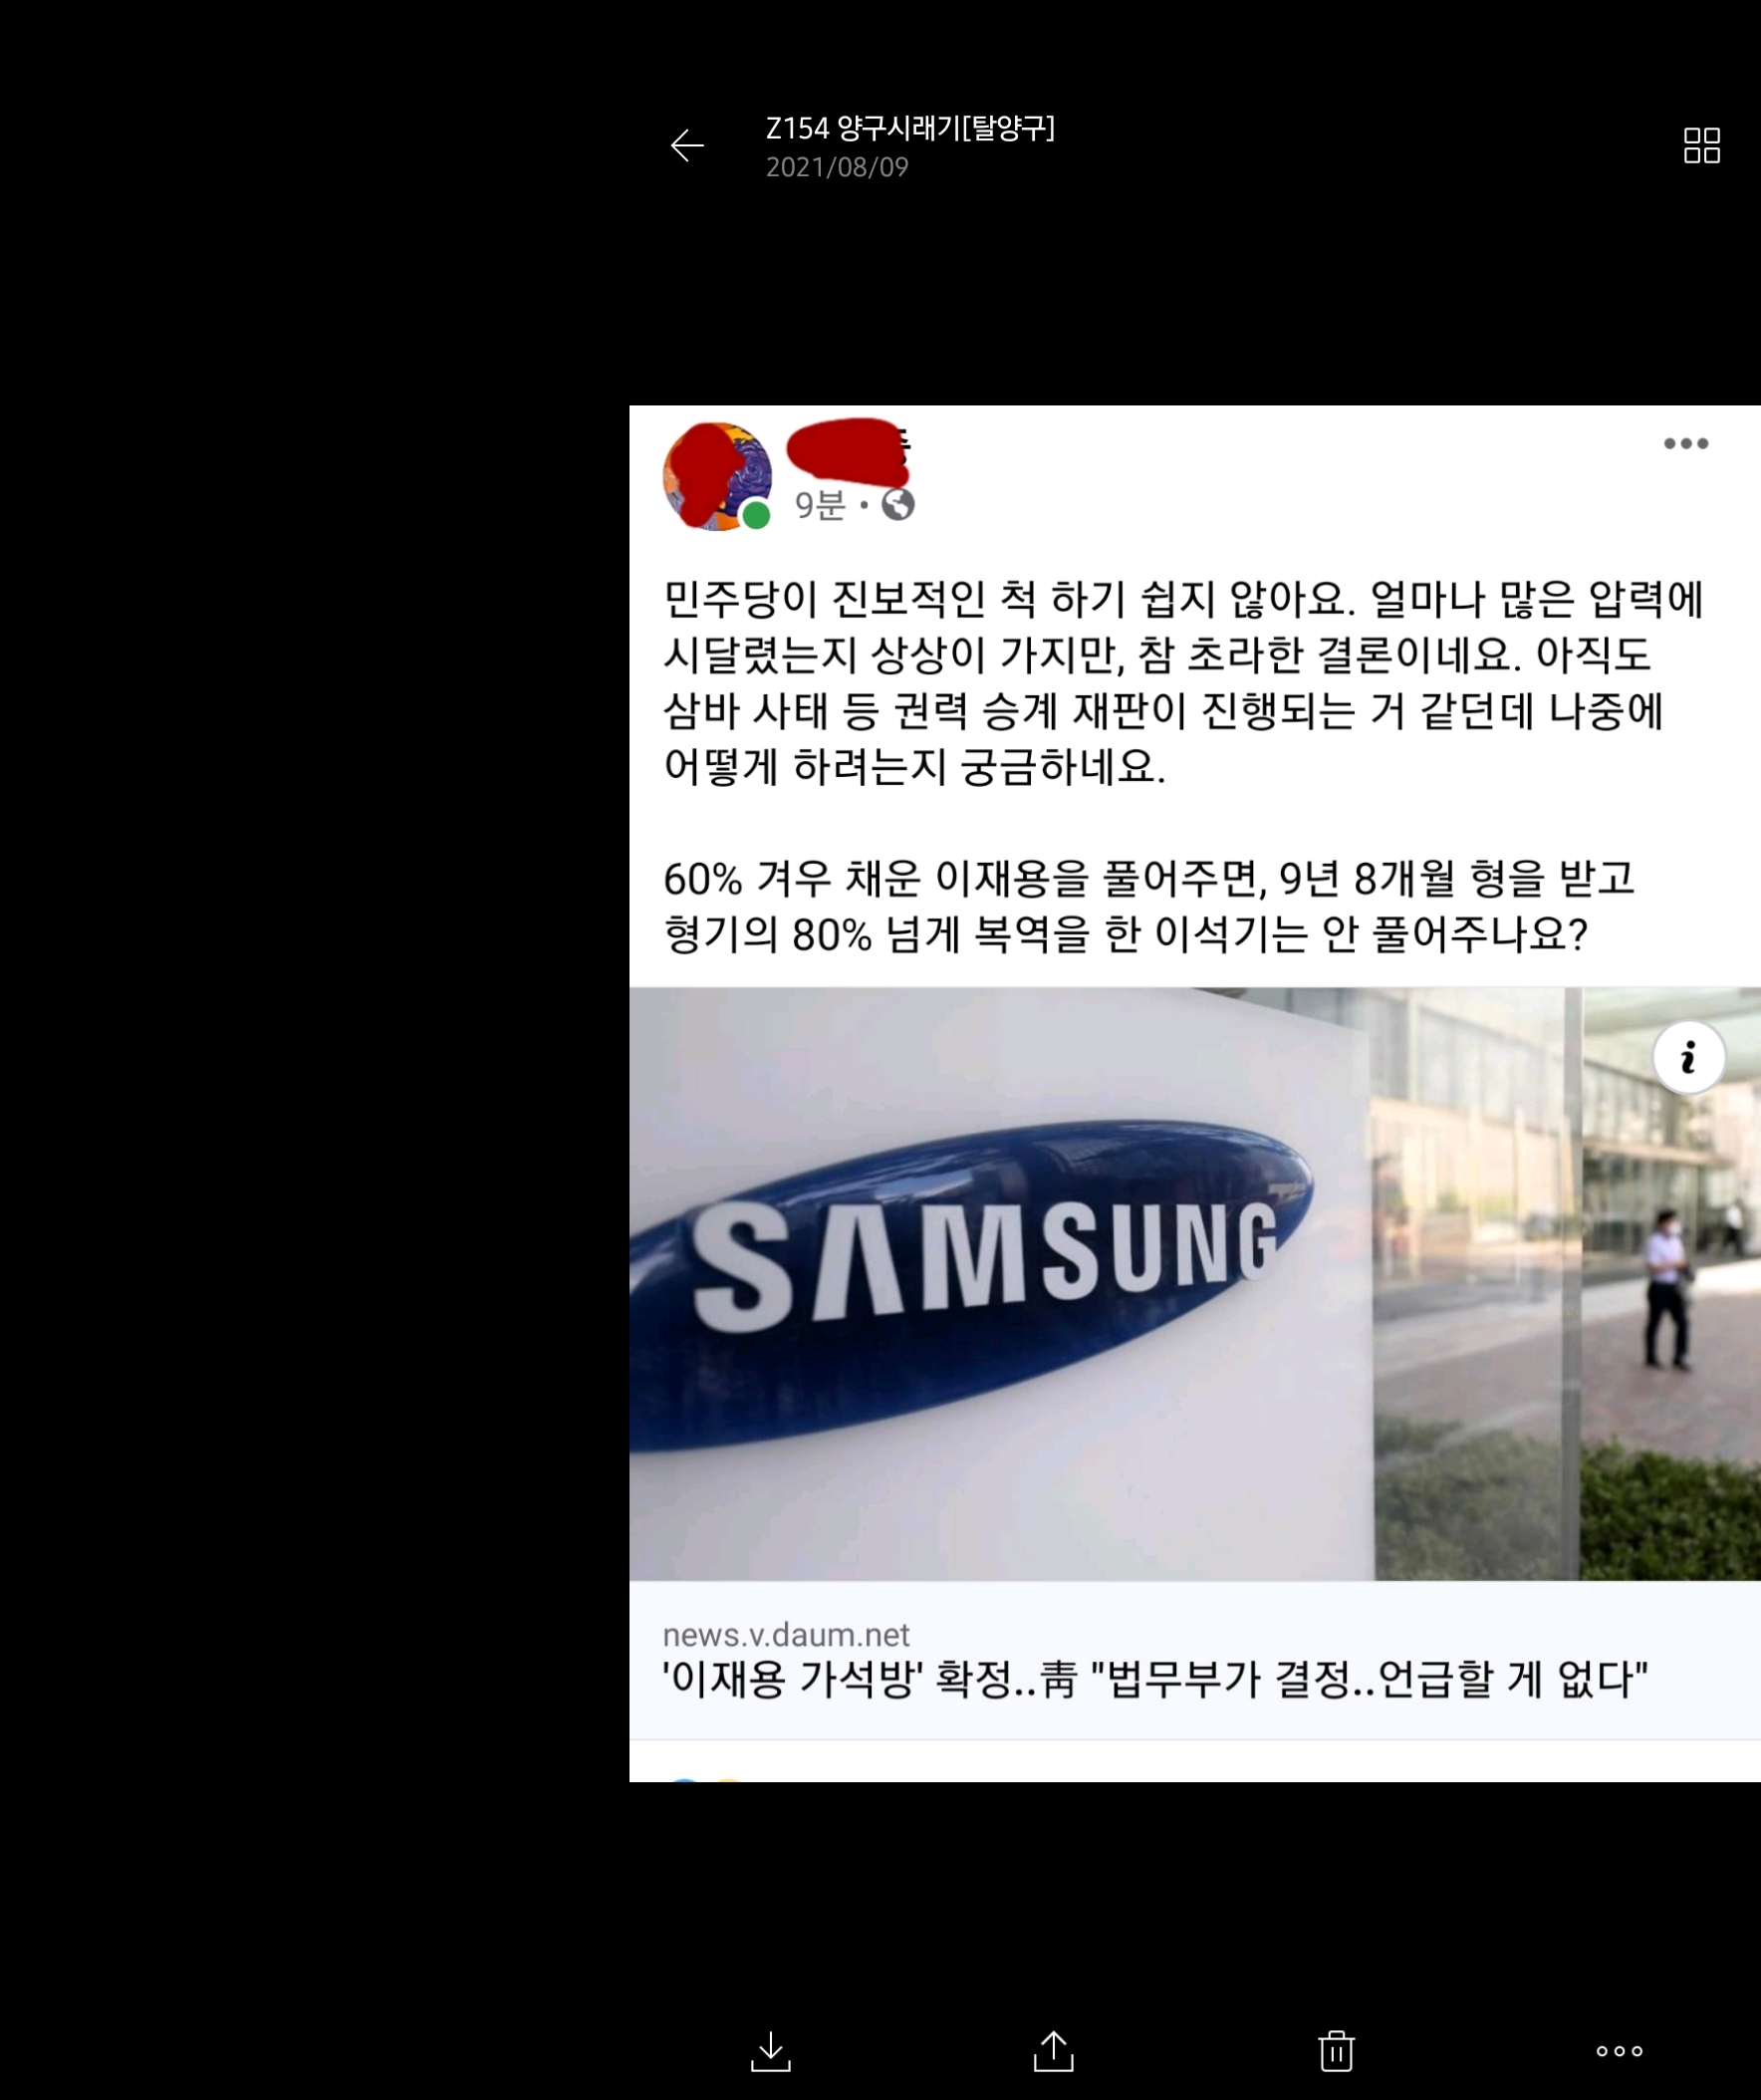 Z154 양구시래기[탈양구]
2021/08/09
9분 •
민주당이 진보적인 척 하기 쉽지 않아요. 얼마나 많은 압력에
시달렸는지 상상이 가지만, 참 초라한 결론이네요. 아직도
삼바 사태 등 권력 승계 재판이 진행되는 거 같던데 나중에
어떻게 하려는지 궁금하네요.
60% 겨우 채운 이재용을 풀어주면, 9년 8개월 형을 받고
형기의 80% 넘게 복역을 한 이석기는 안 풀어주나요?
i
SAMSUNG
news.v.daum.net
'이재용 가석방' 확정..靑 "법무부가 결정..언급할 게 없다"